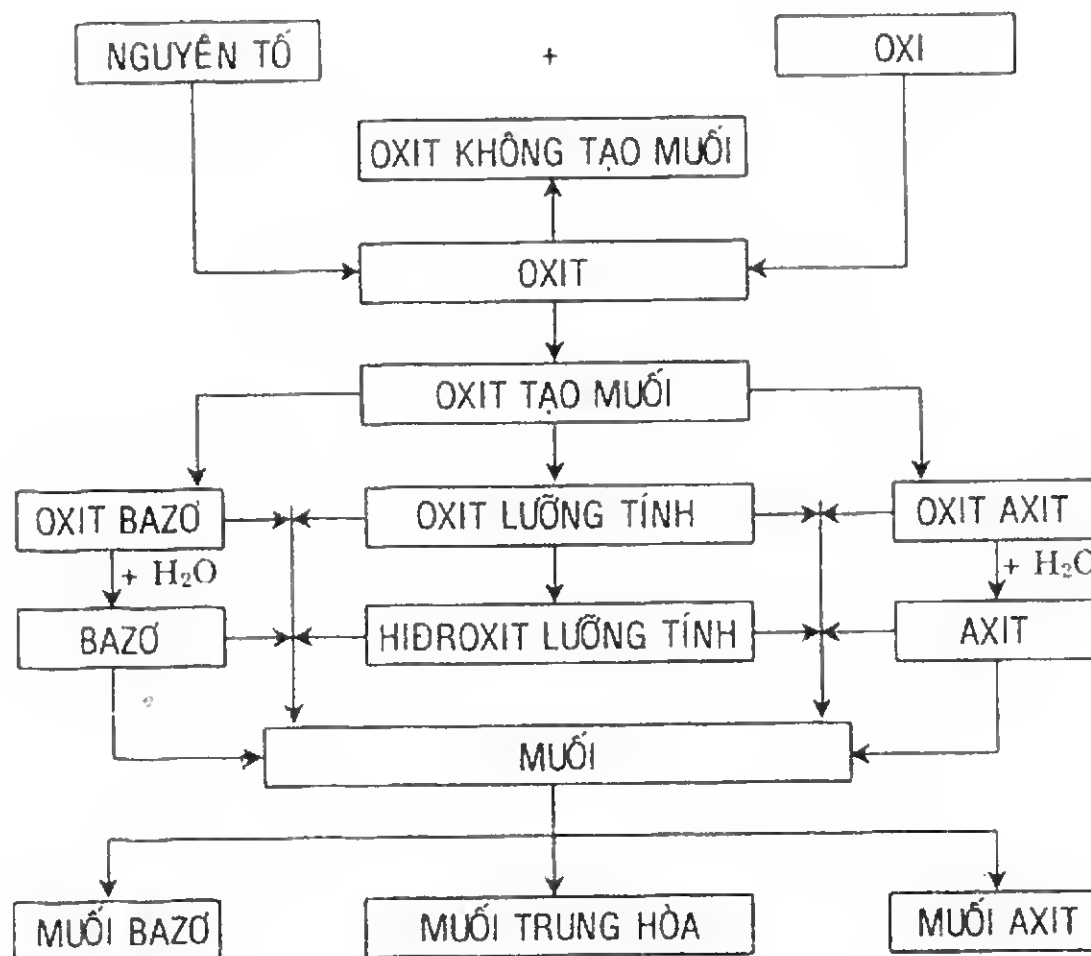 NGUYÊN TỐ + OXI
OXIT KHÔNG TẠO MUỐI
OXIT
OXIT TẠO MUỐI
OXIT BAZƠ OXIT LƯỠNG TÍNH OXIT AXIT
+ H₂O + H₂O
BAZƠ HIĐROXIT LƯỠNG TÍNH AXIT
MUỐI
MUỐI BAZƠ MUỐI TRUNG HÒA MUỐI AXIT